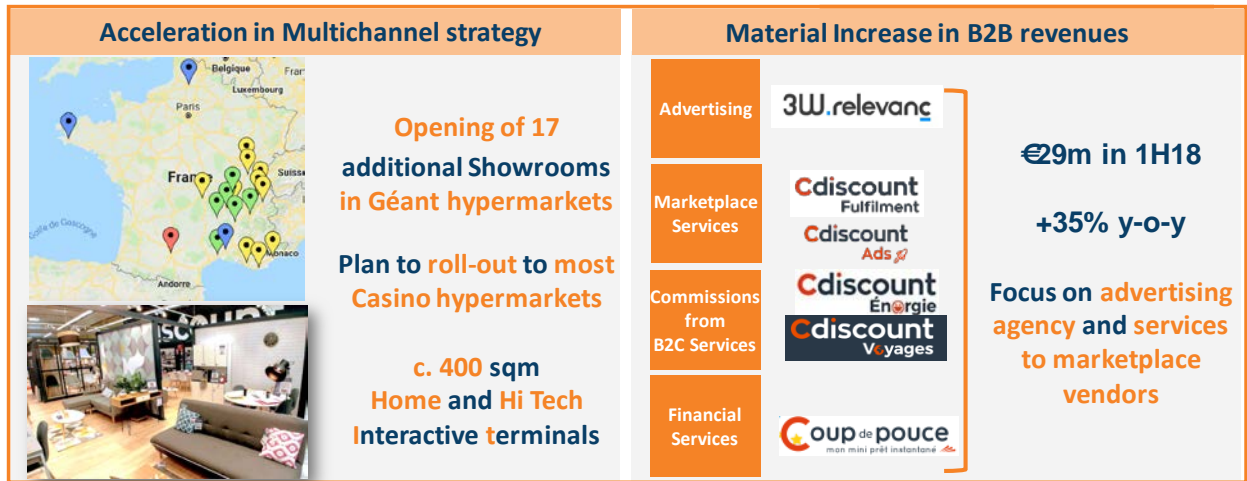 Acceleration in Multichannel strategy
Belgique
Luxembourg
Paris
France
Suisse
Golfe de Gascogne
Monaco
Andorre
Opening of 17
additional Showrooms
in Géant hypermarkets
Plan to roll-out to most
Casino hypermarkets
c. 400 sqm
Home and Hi Tech
Interactive terminals
Material Increase in B2B revenues
Advertising
3W.relevanc
Marketplace
Services
Cdiscount
Fulfilment
Cdiscount
Ads
Commissions
from
B2C Services
Cdiscount
Énergie
Cdiscount
Voyages
Financial
Services
Coup de pouce
mon mini prêt instantané
€29m in 1H18
+35% y-o-y
Focus on advertising
agency and services
to marketplace
vendors